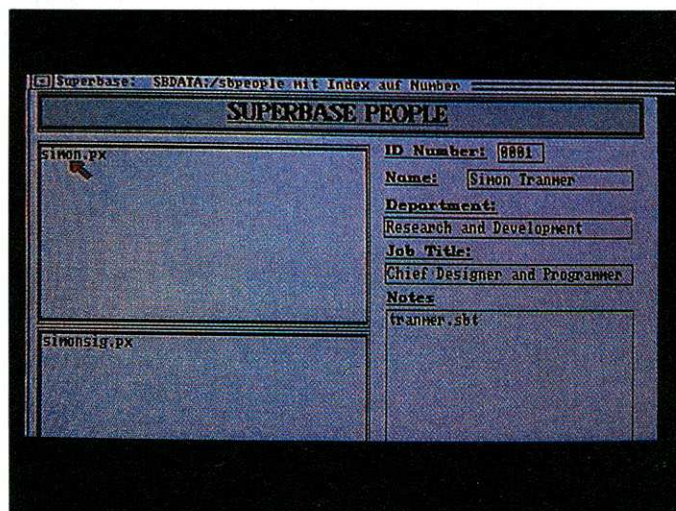 Superbase: SBDATA:/sbpeople mit Index auf Number
SUPERBASE PEOPLE
simon.px
ID Number: 0001
Name: Simon Tranmer
Department:
Research and Development
Job Title:
Chief Designer and Programmer
Notes
tranmer.sbt
simonsig.px